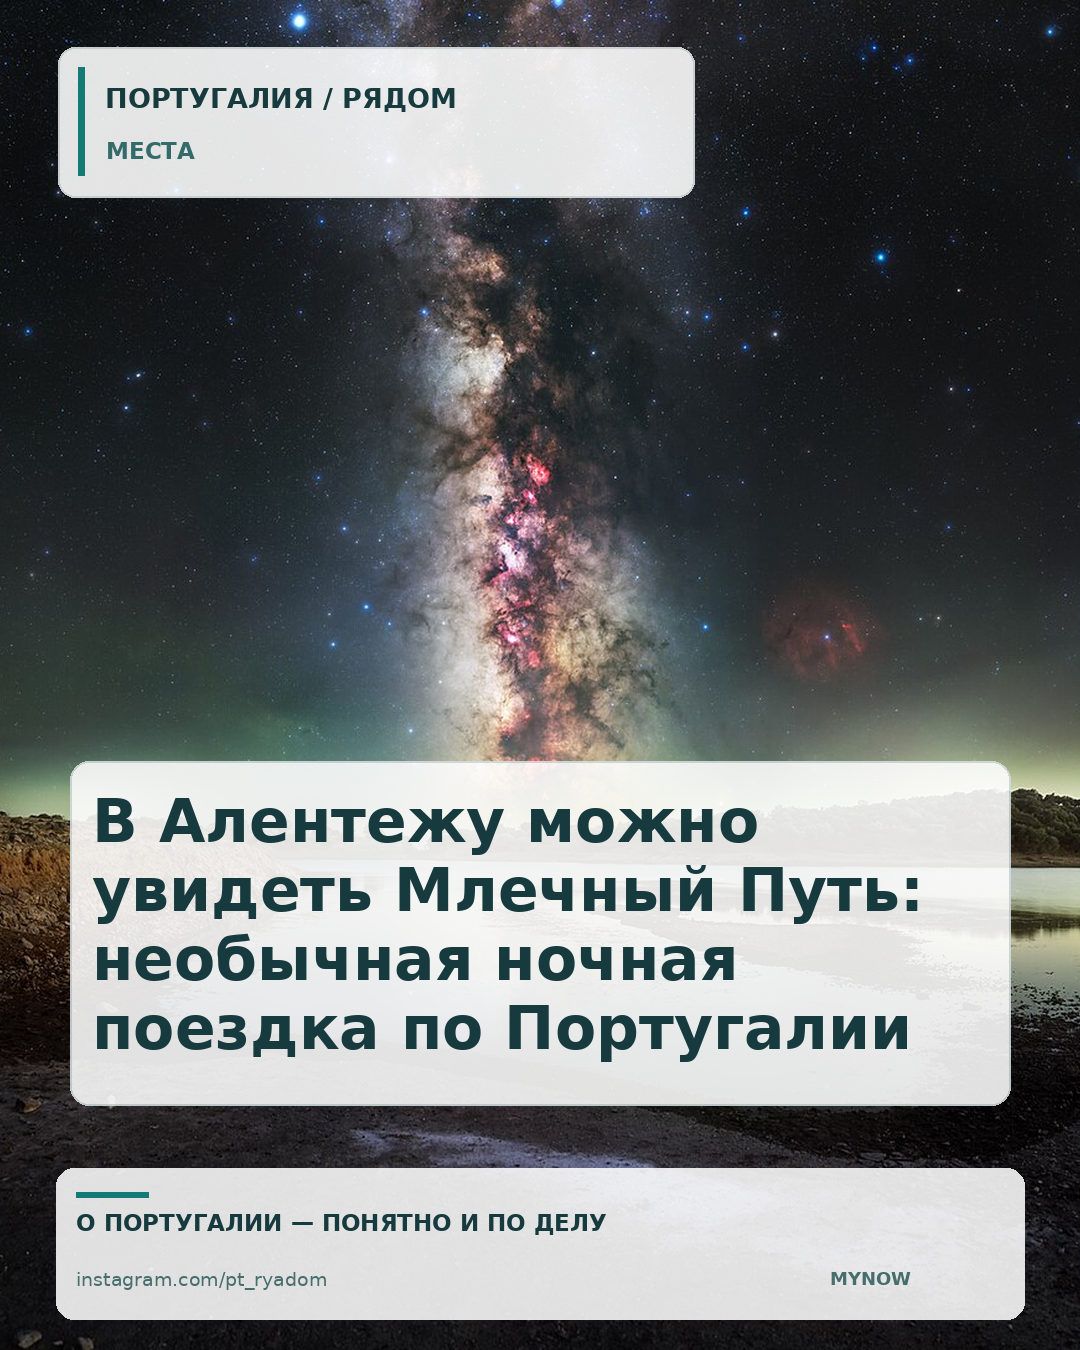 ПОРТУГАЛИЯ / РЯДОМ
МЕСТА
В Алентежу можно
увидеть Млечный Путь:
необычная ночная
поездка по Португалии
О ПОРТУГАЛИИ — ПОНЯТНО И ПО ДЕЛУ
instagram.com/pt_ryadom
MYNOW